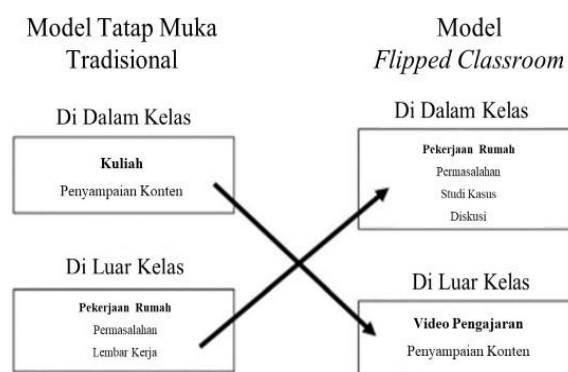 Model Tatap Muka
Tradisional
Di Dalam Kelas
Kuliah
Penyampaian Konten
Di Luar Kelas
Pekerjaan Rumah
Permasalahan
Lembar Kerja
Model
Flipped Classroom
Di Dalam Kelas
Pekerjaan Rumah
Permasalahan
Studi Kasus
Diskusi
Di Luar Kelas
Video Pengajaran
Penyampaian Konten